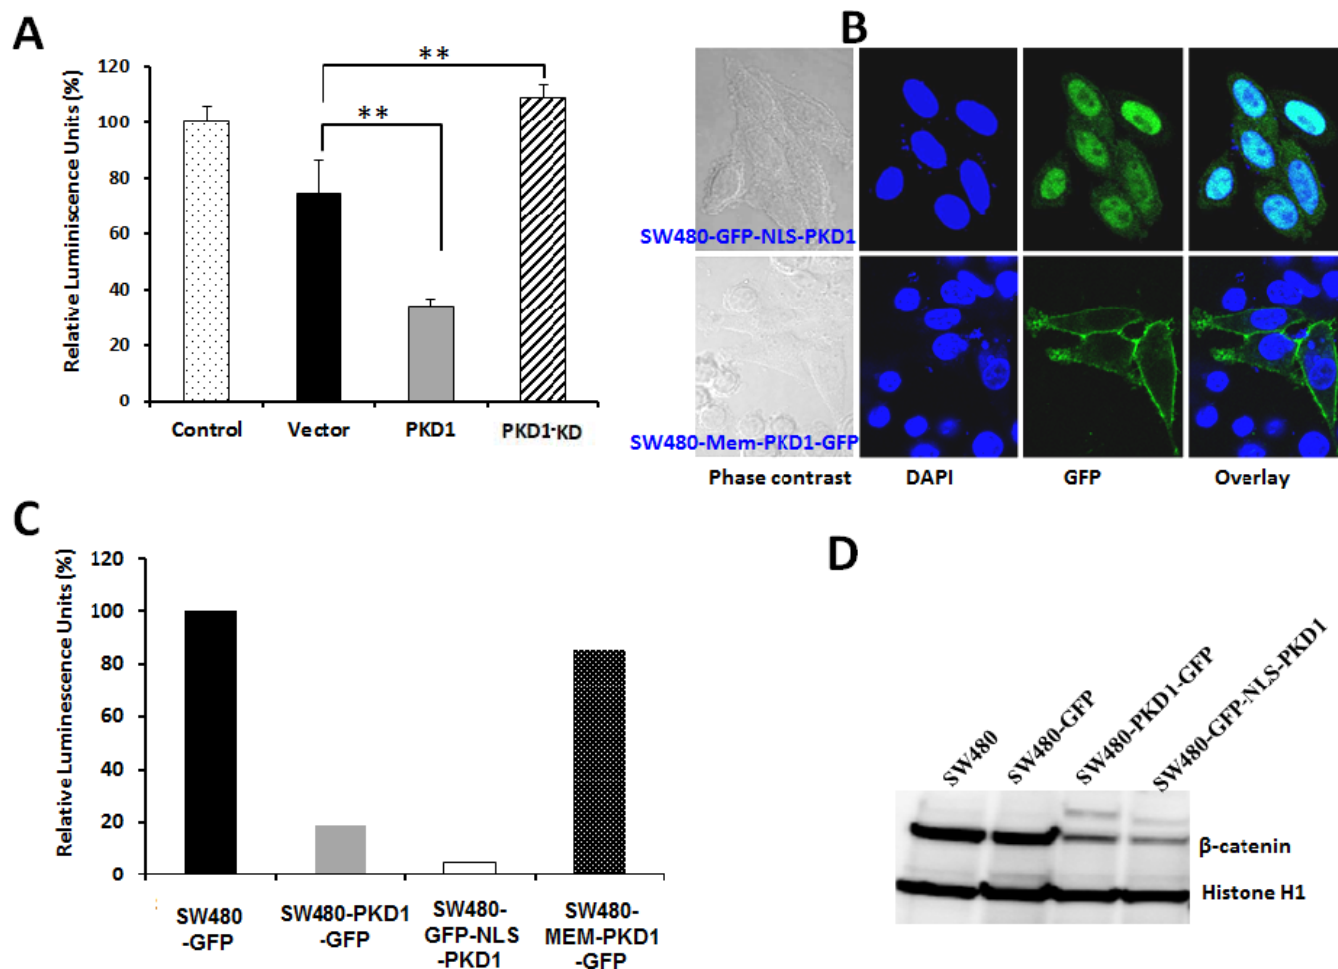 A
Relative Luminiscence Units (%)
120
100
80
60
40
20
0
**
**
Control Vector PKD1 PKD1-KD
B
SW480-GFP-NLS-PKD1
SW480-Mem-PKD1-GFP
Phase contrast DAPI GFP Overlay
C
Relative Luminescence Units (%)
120
100
80
60
40
20
0
SW480
-GFP
SW480-PKD1
-GFP
SW480-
GFP-NLS
-PKD1
SW480-
MEM-PKD1
-GFP
D
SW480
SW480-GFP
SW480-PKD1-GFP
SW480-GFP-NLS-PKD1
β-catenin
Histone H1